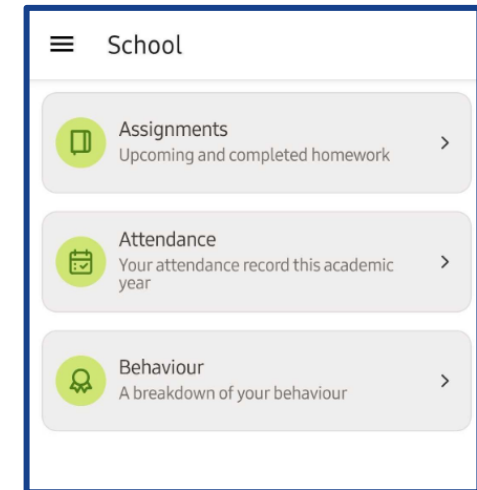 School
Assignments
Upcoming and completed homework
Attendance
Your attendance record this academic
year
Behaviour
A breakdown of your behaviour